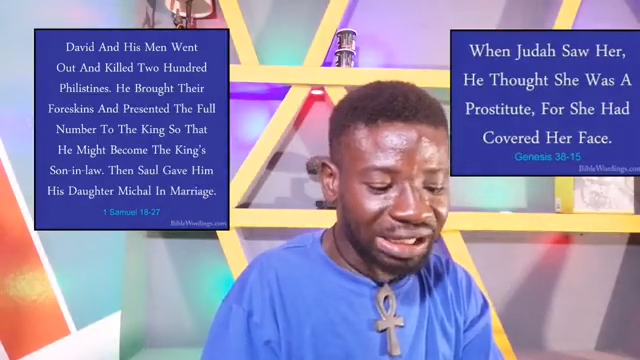 David And His Men Went
Out And Killed Two Hundred
Philistines. He Brought Their
Foreskins And Presented The Full
Number To The King So That
He Might Become The King's
Son-in-law. Then Saul Gave Him
His Daughter Michal In Marriage.
1 Samuel 18-27
BibleWordings.com
When Judah Saw Her,
He Thought She Was A
Prostitute, For She Had
Covered Her Face.
Genesis 38-15
BibleWordings.com